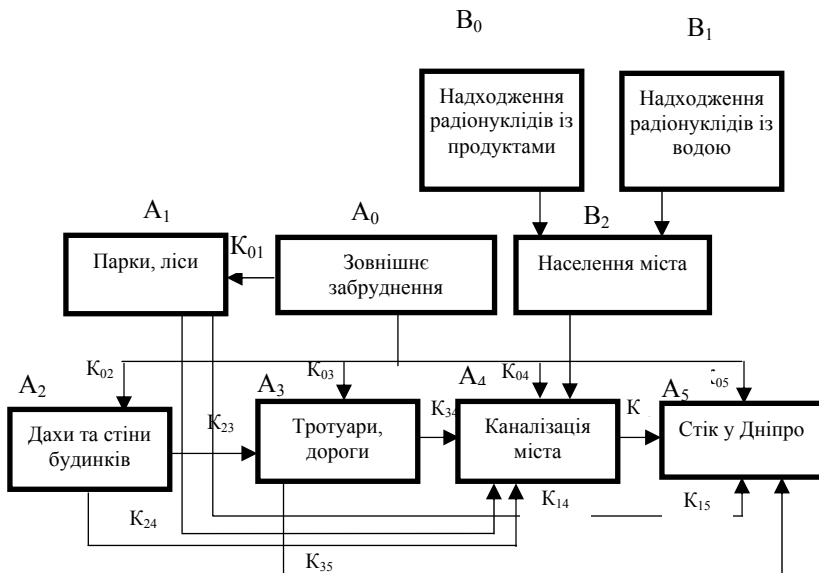 B₀
B₁
Надходження
радіонуклідів із
продуктами
Надходження
радіонуклідів із
водою
A₁
A₀
B₂
Парки, ліси
K₀₁
Зовнішнє
забруднення
Населення міста
A₂
K₀₂
A₃
K₀₃
A₄
K₀₄
A₅
₀₅
Дахи та стіни
будинків
K₂₃
Тротуари,
дороги
K₃₄
Каналізація
міста
K
Стік у Дніпро
K₂₄
K₁₄
K₁₅
K₃₅